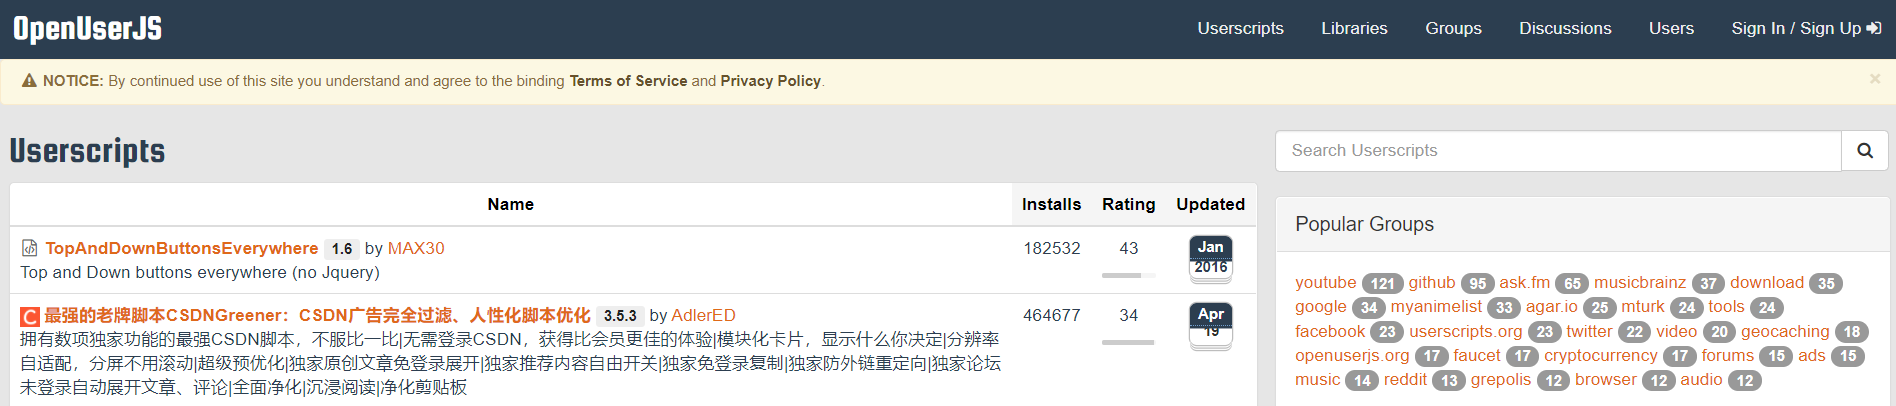 OpenUserJS
Userscripts Libraries Groups Discussions Users Sign In / Sign Up
NOTICE: By continued use of this site you understand and agree to the binding Terms of Service and Privacy Policy.
×
Userscripts
Name Installs Rating Updated
TopAndDownButtonsEverywhere 1.6 by MAX30 182532 43 Jan
2016
Top and Down buttons everywhere (no Jquery)
最强的老牌脚本CSDNGreener：CSDN广告完全过滤、人性化脚本优化 3.5.3 by AdlerED 464677 34 Apr
19
拥有数项独家功能的最强CSDN脚本，不服比一比|无需登录CSDN，获得比会员更佳的体验|模块化卡片，显示什么你决定|分辨率
自适配，分屏不用滚动|超级预优化|独家原创文章免登录展开|独家推荐内容自由开关|独家免登录复制|独家防外链重定向|独家论坛
未登录自动展开文章、评论|全面净化|沉浸阅读|净化剪贴板
Search Userscripts
Popular Groups
youtube 121 github 95 ask.fm 65 musicbrainz 37 download 35
google 34 myanimelist 33 agar.io 25 mturk 24 tools 24
facebook 23 userscripts.org 23 twitter 22 video 20 geocaching 18
openuserjs.org 17 faucet 17 cryptocurrency 17 forums 15 ads 15
music 14 reddit 13 grepolis 12 browser 12 audio 12